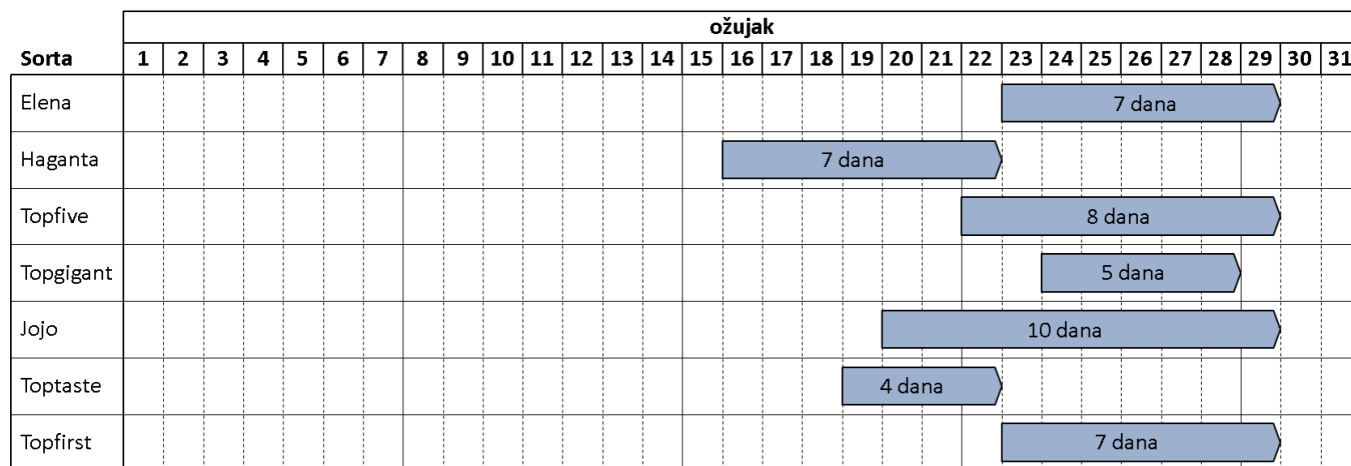 ožujak
Sorta 1 2 3 4 5 6 7 8 9 10 11 12 13 14 15 16 17 18 19 20 21 22 23 24 25 26 27 28 29 30 31
Elena 7 dana
Haganta 7 dana
Topfive 8 dana
Topgigant 5 dana
Jojo 10 dana
Toptaste 4 dana
Topfirst 7 dana